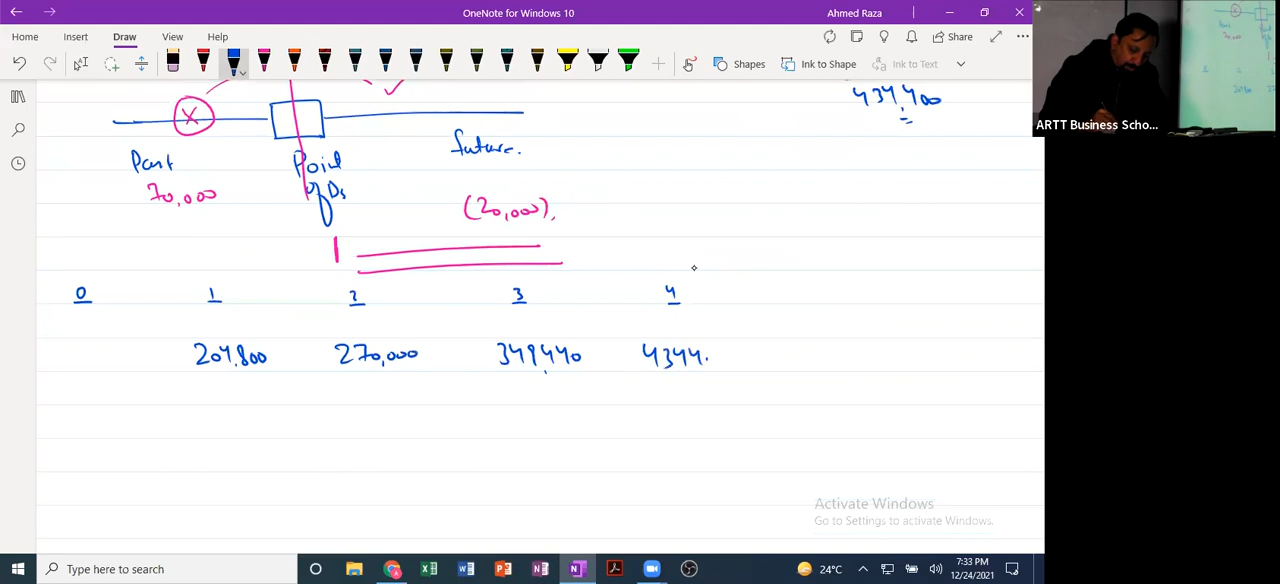 OneNote for Windows 10
Ahmed Raza
Home Insert Draw View Help
Share
Shapes Ink to Shape Ink to Text
ARTT Business Scho...
434,400
X
future.
Past Point
of Ds
70,000
(20,000).
0 1 2 3 4
204,800 270,000 349,440 4344.
Activate Windows
Go to Settings to activate Windows.
Type here to search
24°C
7:33 PM
12/24/2021